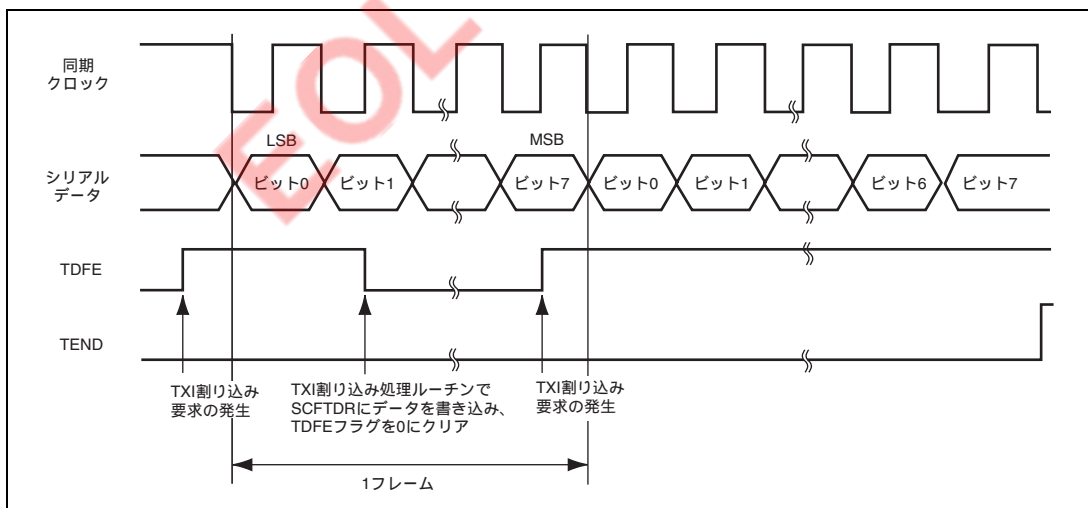 EOL
同期
クロック
LSB
MSB
シリアル
データ
ビット0
ビット1
ビット7
ビット0
ビット1
ビット6
ビット7
TDFE
TEND
TXI割り込み
要求の発生
TXI割り込み処理ルーチンで
SCFTDRにデータを書き込み、
TDFEフラグを0にクリア
TXI割り込み
要求の発生
1フレーム